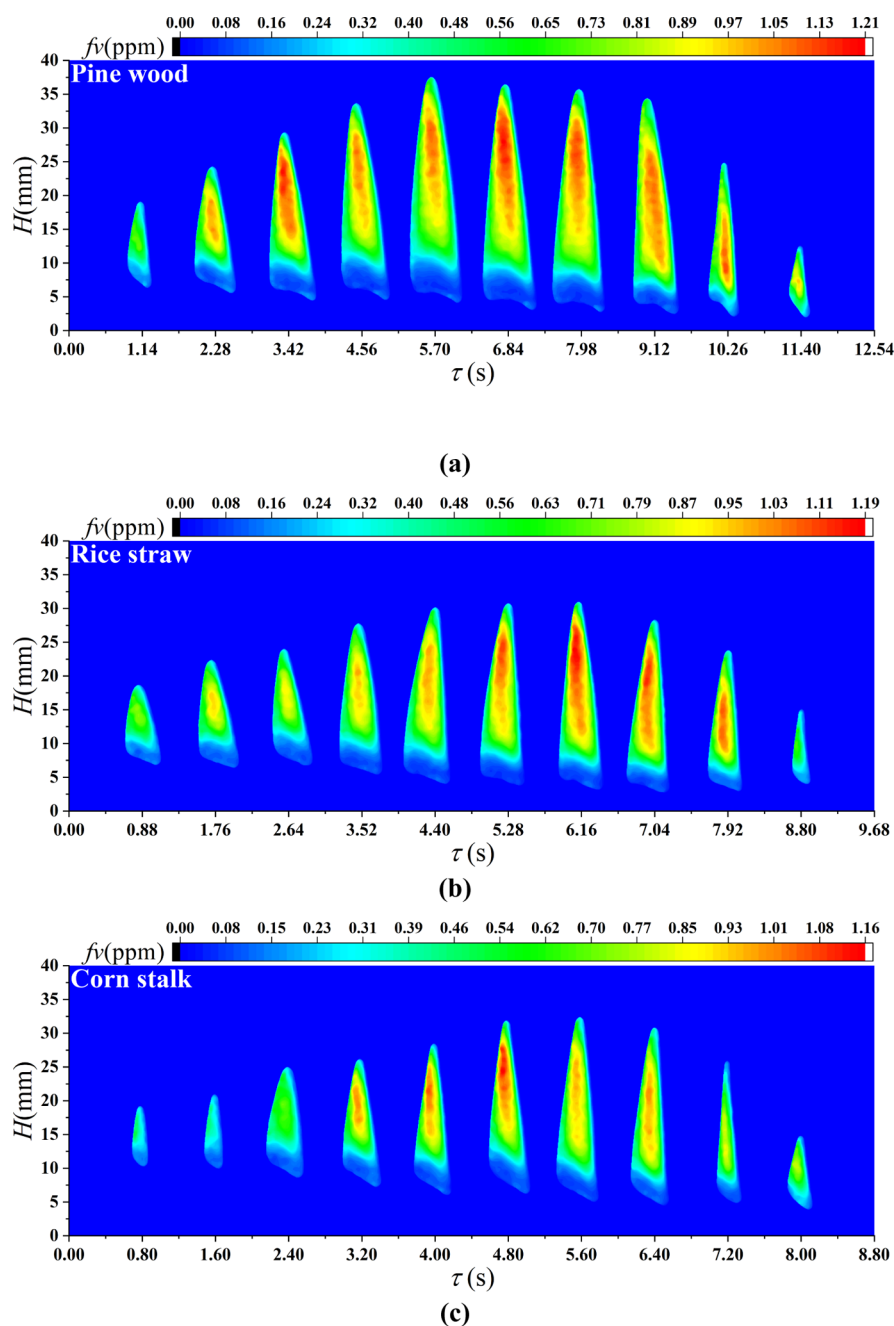 0.00 0.08 0.16 0.24 0.32 0.40 0.48 0.56 0.65 0.73 0.81 0.89 0.97 1.05 1.13 1.21
fv(ppm)
Pine wood
40
35
30
25
20
15
10
5
0
H(mm)
0.00 1.14 2.28 3.42 4.56 5.70 6.84 7.98 9.12 10.26 11.40 12.54
τ (s)
(a)
0.00 0.08 0.16 0.24 0.32 0.40 0.48 0.56 0.63 0.71 0.79 0.87 0.95 1.03 1.11 1.19
fv(ppm)
Rice straw
40
35
30
25
20
15
10
5
0
H(mm)
0.00 0.88 1.76 2.64 3.52 4.40 5.28 6.16 7.04 7.92 8.80 9.68
τ (s)
(b)
0.00 0.08 0.15 0.23 0.31 0.39 0.46 0.54 0.62 0.70 0.77 0.85 0.93 1.01 1.08 1.16
fv(ppm)
Corn stalk
40
35
30
25
20
15
10
5
0
H(mm)
0.00 0.80 1.60 2.40 3.20 4.00 4.80 5.60 6.40 7.20 8.00 8.80
τ (s)
(c)